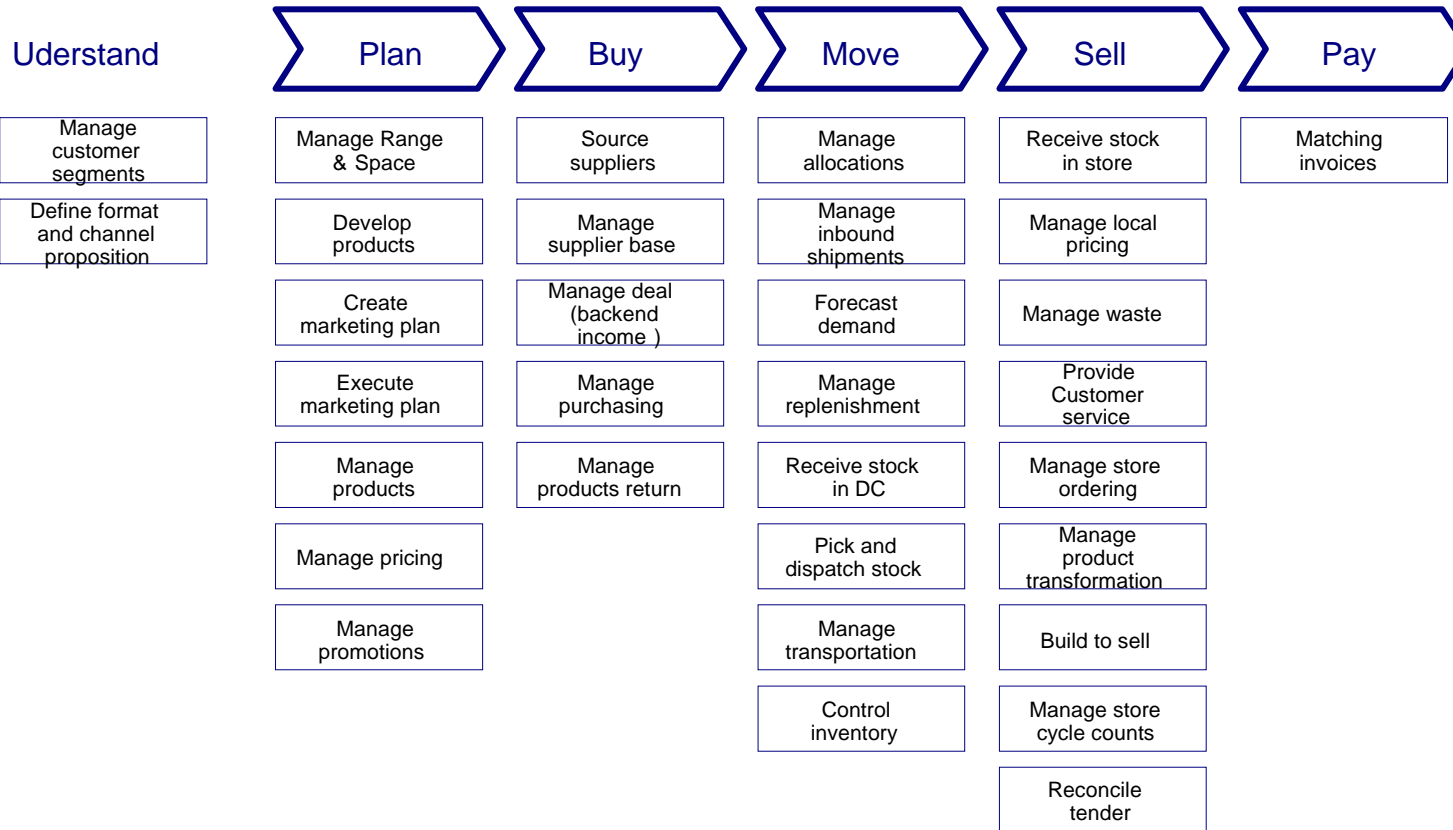 Uderstand
Plan
Buy
Move
Sell
Pay
Manage
customer
segments
Define format
and channel
proposition
Manage Range
& Space
Develop
products
Create
marketing plan
Execute
marketing plan
Manage
products
Manage pricing
Manage
promotions
Source
suppliers
Manage
supplier base
Manage deal
(backend
income )
Manage
purchasing
Manage
products return
Manage
allocations
Manage
inbound
shipments
Forecast
demand
Manage
replenishment
Receive stock
in DC
Pick and
dispatch stock
Manage
transportation
Control
inventory
Receive stock
in store
Manage local
pricing
Manage waste
Provide
Customer
service
Manage store
ordering
Manage
product
transformation
Build to sell
Manage store
cycle counts
Reconcile
tender
Matching
invoices